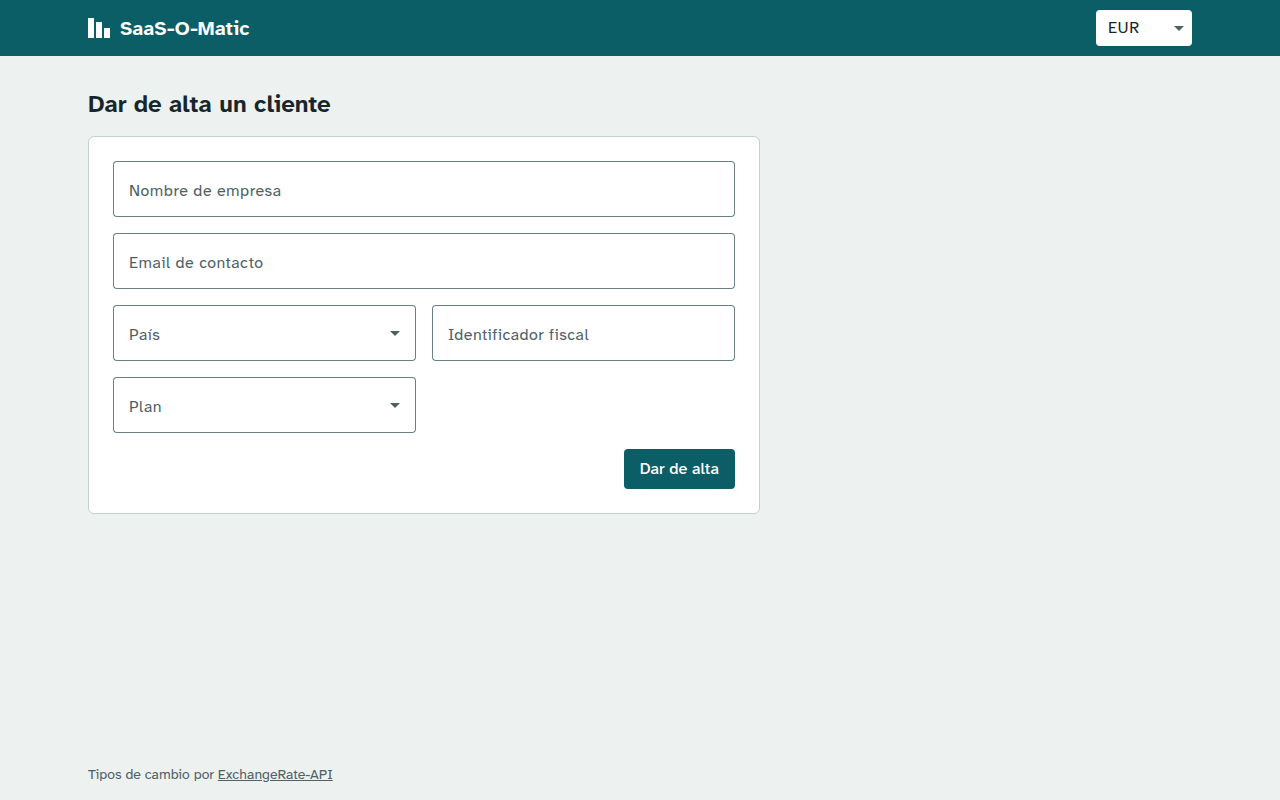 SaaS-O-Matic
EUR
Dar de alta un cliente
Nombre de empresa
Email de contacto
País
Identificador fiscal
Plan
Dar de alta
Tipos de cambio por ExchangeRate-API